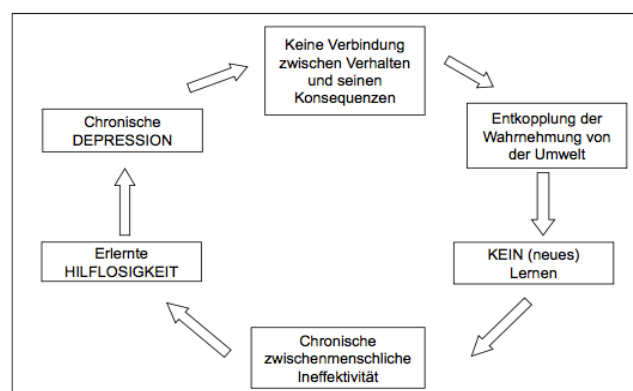 Keine Verbindung
zwischen Verhalten
und seinen
Konsequenzen
Entkopplung der
Wahrnehmung von
der Umwelt
KEIN (neues)
Lernen
Chronische
zwischenmenschliche
Ineffektivität
Erlernte
HILFLOSIGKEIT
Chronische
DEPRESSION